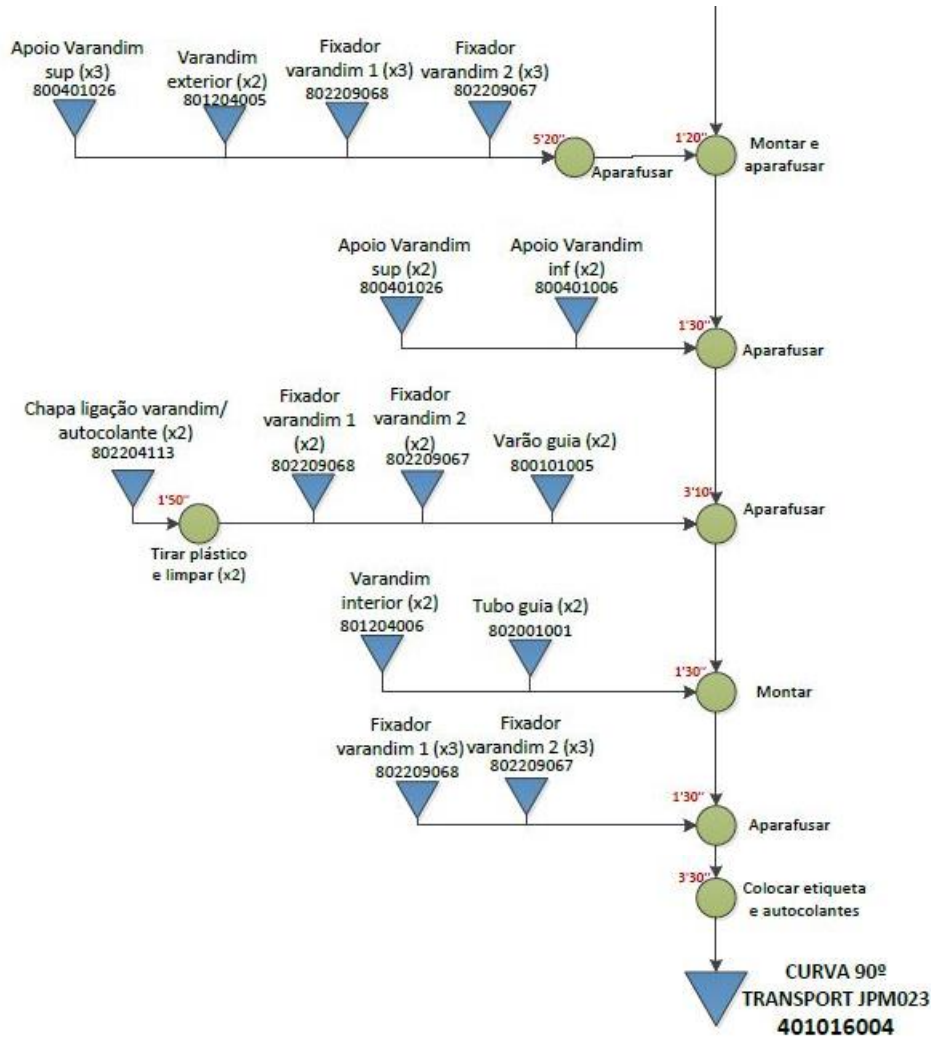 Apoio Varandim
sup (x3)
800401026
Varandim
exterior (x2)
801204005
Fixador
varandim 1 (x3)
802209068
Fixador
varandim 2 (x3)
802209067
5'20"
Aparafusar
1'20"
Montar e
aparafusar
Apoio Varandim
sup (x2)
800401026
Apoio Varandim
inf (x2)
800401006
1'30"
Aparafusar
Chapa ligação varandim/
autocolante (x2)
802204113
1'50"
Tirar plástico
e limpar (x2)
Fixador
varandim 1
(x2)
802209068
Fixador
varandim 2
(x2)
802209067
Varão guia (x2)
800101005
3'10'
Aparafusar
Varandim
interior (x2)
801204006
Tubo guia (x2)
802001001
1'30"
Montar
Fixador
varandim 1 (x3)
802209068
Fixador
varandim 2 (x3)
802209067
1'30"
Aparafusar
3'30"
Colocar etiqueta
e autocolantes
CURVA 90º
TRANSPORT JPM023
401016004